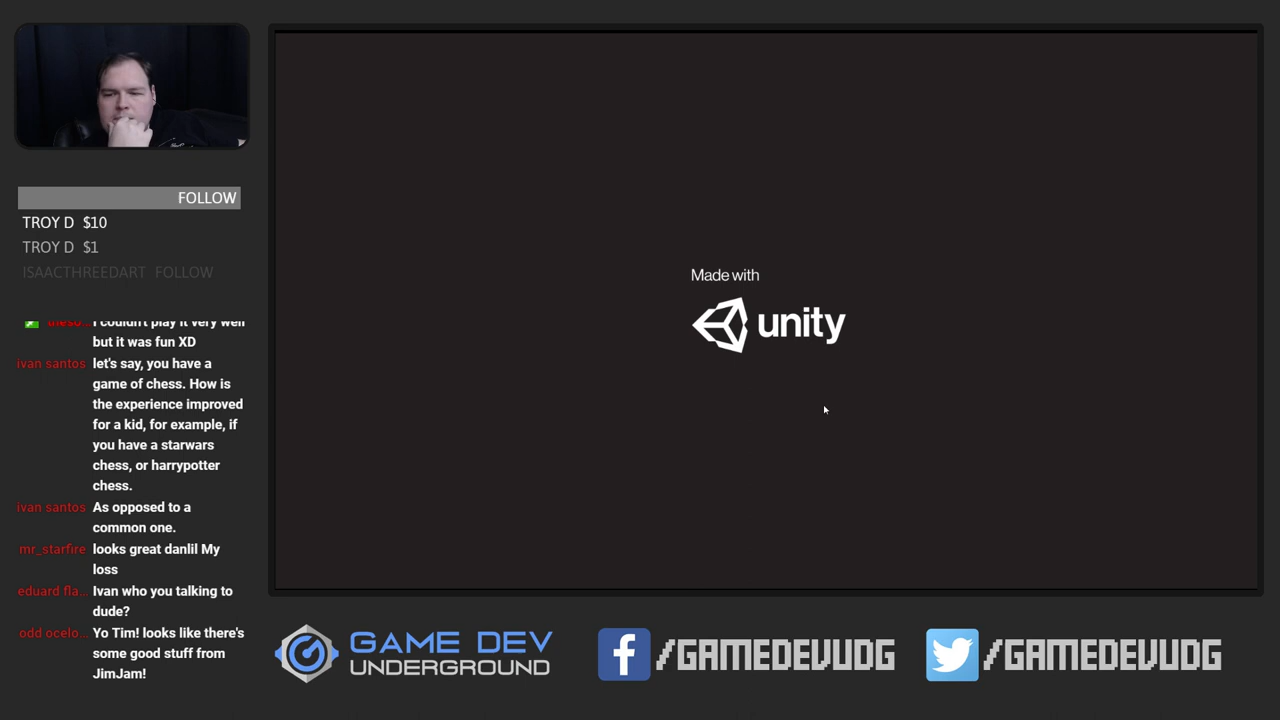 FOLLOW
TROY D $10
TROY D $1
ISAACTHREEDART FOLLOW
I couldn't play it very well
but it was fun XD
ivan santos let's say, you have a
game of chess. How is
the experience improved
for a kid, for example, if
you have a starwars
chess, or harrypotter
chess.
ivan santos As opposed to a
common one.
mr_starfire looks great danlil My
loss
eduard fla... Ivan who you talking to
dude?
odd ocelo... Yo Tim! looks like there's
some good stuff from
JimJam!
Made with
unity
GAME DEV
UNDERGROUND
/GAMEDEVUDG
/GAMEDEVUDG